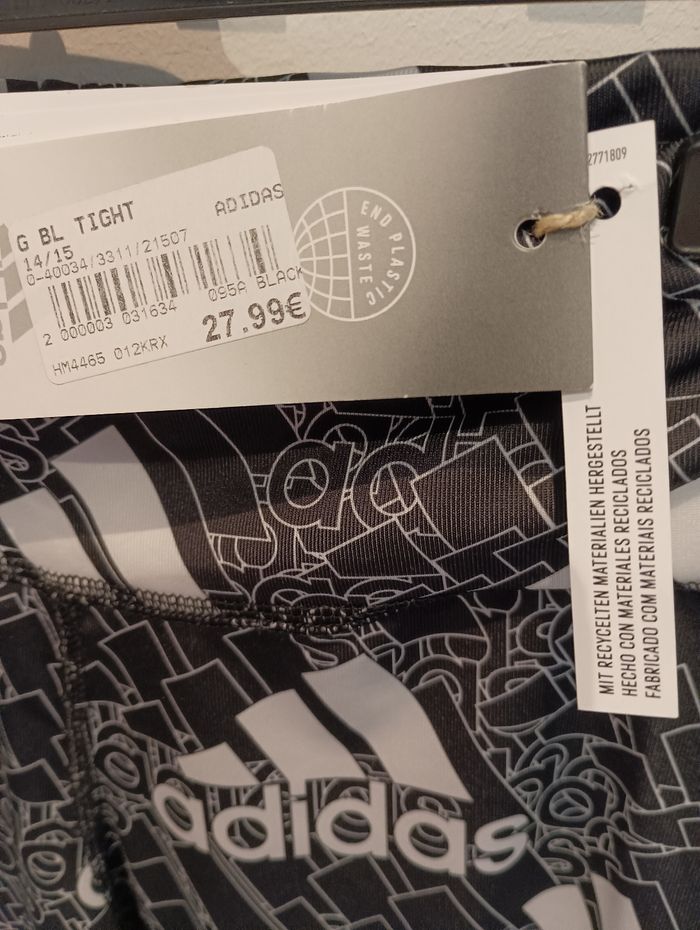 G BL TIGHT
ADIDAS
14/15
0-40034/3311/21507
095A BLACK
2 000003 031634
27.99€
HM4465 012KRX
END PLASTIC
WASTE
2771809
MIT RECYCELTEN MATERIALIEN HERGESTELLT
HECHO CON MATERIALES RECICLADOS
FABRICADO COM MATERIAIS RECICLADOS
adidas